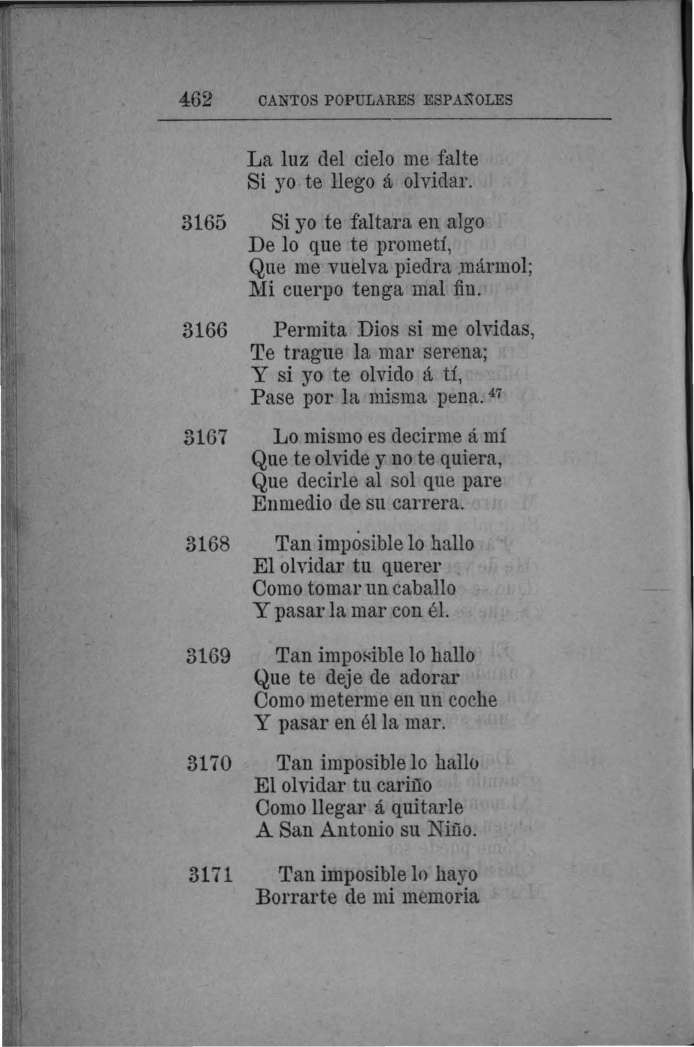 462 CANTOS POPULARES ESPAÑOLES
La luz del cielo me falte
Si yo te llego á olvidar.
3165 Si yo te faltara en algo
De lo que te prometí,
Que me vuelva piedra mármol;
Mi cuerpo tenga mal fin.
3166 Permita Dios si me olvidas,
Te trague la mar serena;
Y si yo te olvido á tí,
Pase por la misma pena. 47
3167 Lo mismo es decirme á mí
Que te olvide y no te quiera,
Que decirle al sol que pare
Enmedio de su carrera.
3168 Tan imposible lo hallo
El olvidar tu querer
Como tomar un caballo
Y pasar la mar con él.
3169 Tan imposible lo hallo
Que te deje de adorar
Como meterme en un coche
Y pasar en él la mar.
3170 Tan imposible lo hallo
El olvidar tu cariño
Como llegar á quitarle
A San Antonio su Niño.
3171 Tan imposible lo hayo
Borrarte de mi memoria